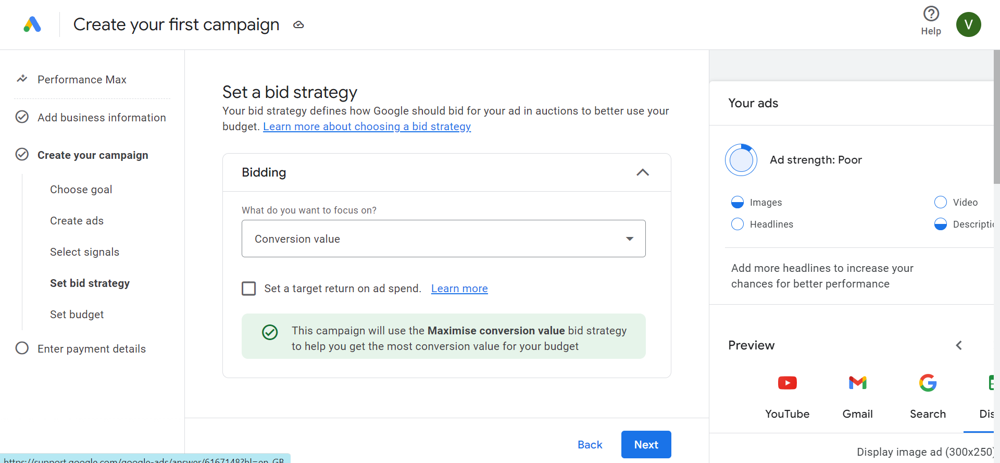 Create your first campaign
Help
V
Performance Max
Add business information
Create your campaign
Choose goal
Create ads
Select signals
Set bid strategy
Set budget
Enter payment details
Set a bid strategy
Your bid strategy defines how Google should bid for your ad in auctions to better use your
budget. Learn more about choosing a bid strategy
Bidding
What do you want to focus on?
Conversion value
Set a target return on ad spend. Learn more
This campaign will use the Maximise conversion value bid strategy
to help you get the most conversion value for your budget
Back
Next
Your ads
Ad strength: Poor
Images
Video
Headlines
Descriptio
Add more headlines to increase your
chances for better performance
Preview
YouTube
Gmail
Search
Dis
Display image ad (300x250)
https://support.google.com/google-ads/answer/6167148?hl=en-GB